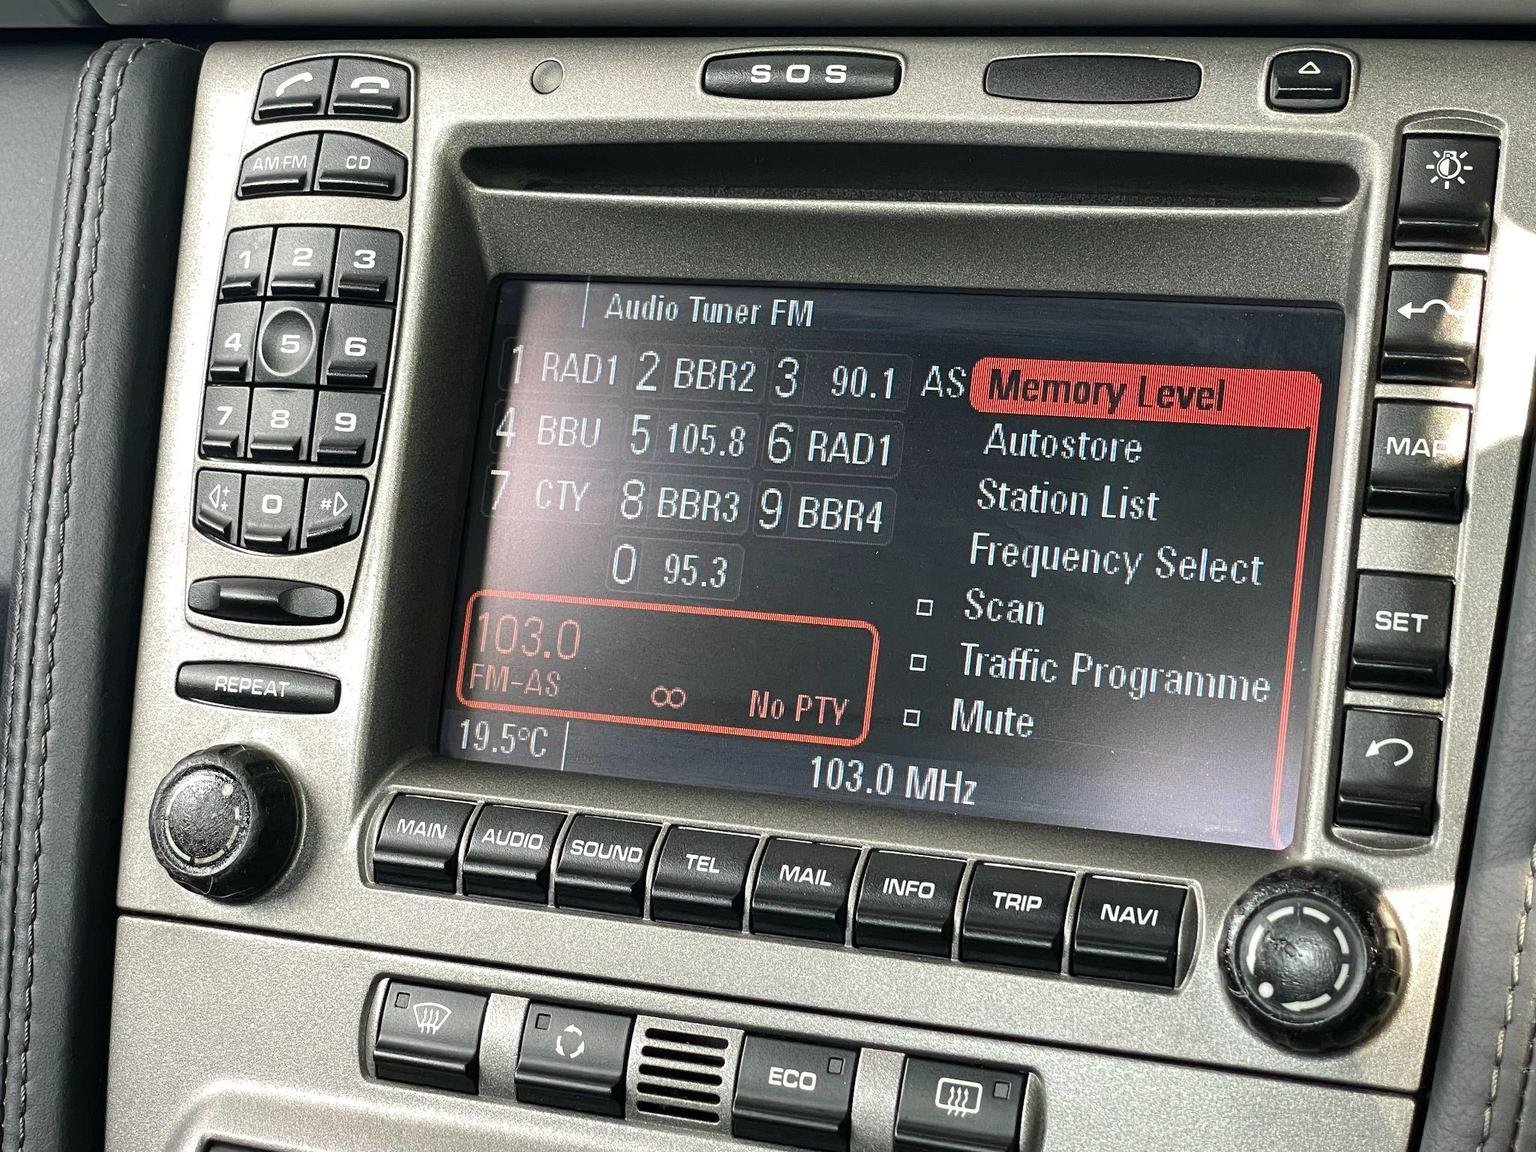 SOS
AM FM CD
1 2 3
4 5 6
7 8 9
* 0 #
REPEAT
Audio Tuner FM
1 RAD1 2 BBR2 3 90.1 AS
4 BBU 5 105.8 6 RAD1
7 CTY 8 BBR3 9 BBR4
0 95.3
103.0
FM-AS ∞ No PTY
19.5°C
103.0 MHz
Memory Level
Autostore
Station List
Frequency Select
Scan
Traffic Programme
Mute
MAP
SET
MAIN AUDIO SOUND TEL MAIL INFO TRIP NAVI
ECO